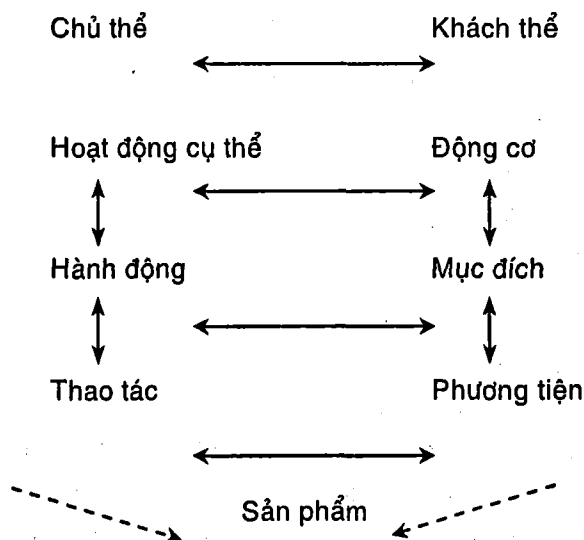 Chủ thể Khách thể
Hoạt động cụ thể Động cơ
Hành động Mục đích
Thao tác Phương tiện
Sản phẩm